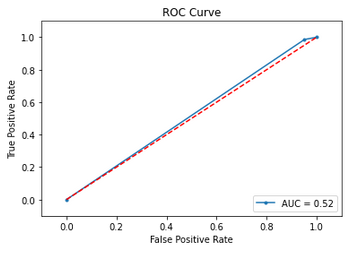 ROC Curve
1.0
0.8
0.6
0.4
0.2
0.0
True Positive Rate
AUC = 0.52
0.0 0.2 0.4 0.6 0.8 1.0
False Positive Rate